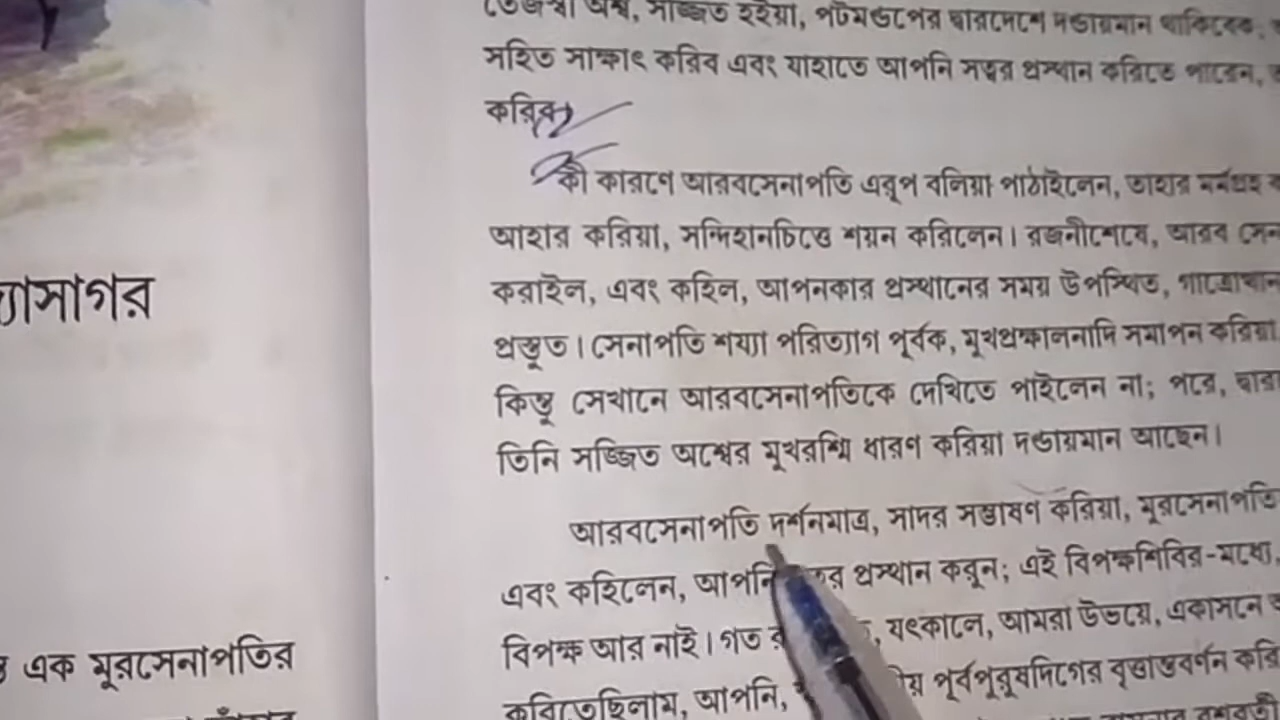 তেজস্বী অশ্ব, সজ্জিত হইয়া, পটমণ্ডপের দ্বারদেশে দণ্ডায়মান থাকিবেক;
সহিত সাক্ষাৎ করিব এবং যাহাতে আপনি সত্বর প্রস্থান করিতে পারেন,
করিব।
কী কারণে আরবসেনাপতি এরূপ বলিয়া পাঠাইলেন, তাহার মর্মগ্রহ
আহার করিয়া, সন্দিহানচিত্তে শয়ন করিলেন। রজনীশেষে, আরব সেন
করাইল, এবং কহিল, আপনকার প্রস্থানের সময় উপস্থিত, গাত্রোত্থান
প্রস্তুত। সেনাপতি শয্যা পরিত্যাগ পূর্বক, মুখপ্রক্ষালনাদি সমাপন করিয়া
কিন্তু সেখানে আরবসেনাপতিকে দেখিতে পাইলেন না; পরে, দ্বারা
তিনি সজ্জিত অশ্বের মুখরশ্মি ধারণ করিয়া দণ্ডায়মান আছেন।
আরবসেনাপতি দর্শনমাত্র, সাদর সম্ভাষণ করিয়া, মুরসেনাপতি
এবং কহিলেন, আপনি প্রস্থান করুন; এই বিপক্ষশিবির-মধ্যে,
বিপক্ষ আর নাই। গত যৎকালে, আমরা উভয়ে, একাসনে
করিতেছিলাম, আপনি, পূর্বপুরুষদিগের বৃত্তান্তবর্ণন করি
্যাসাগর
এক মুরসেনাপতির